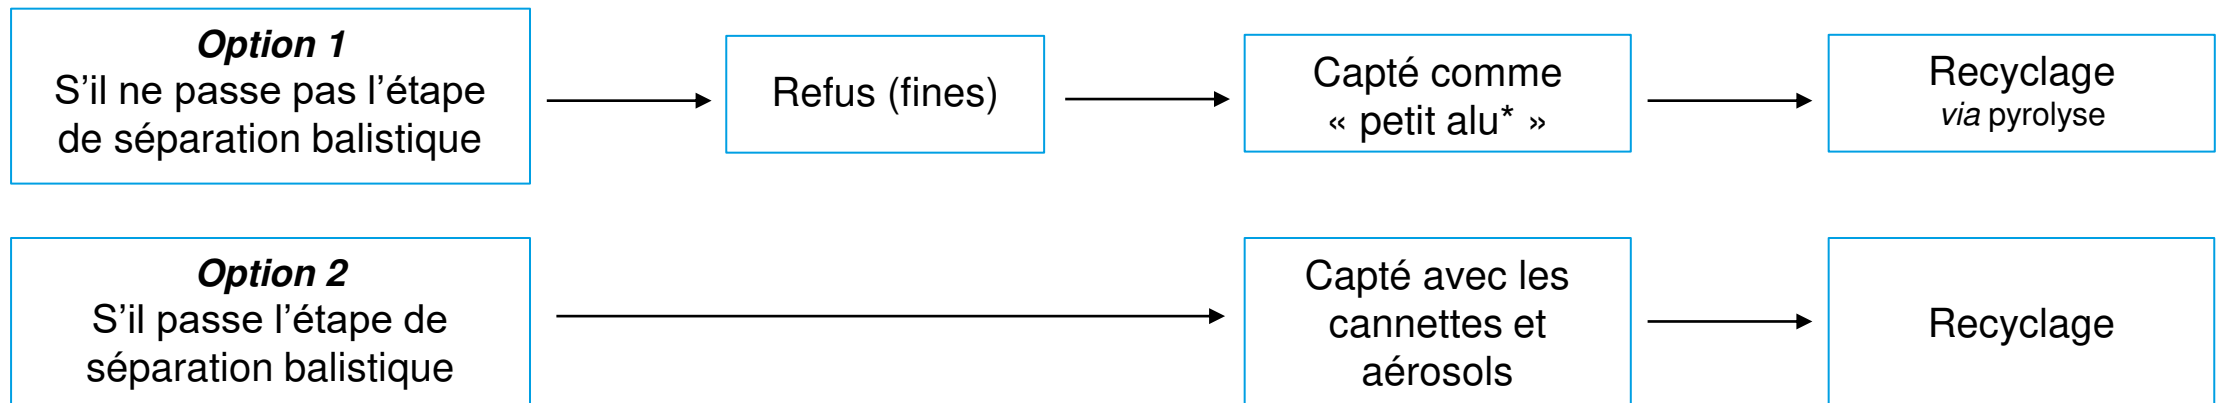 Option 1
S’il ne passe pas l’étape
de séparation balistique
Refus (fines)
Capté comme
« petit alu* »
Recyclage
via pyrolyse
Option 2
S’il passe l’étape de
séparation balistique
Capté avec les
cannettes et
aérosols
Recyclage